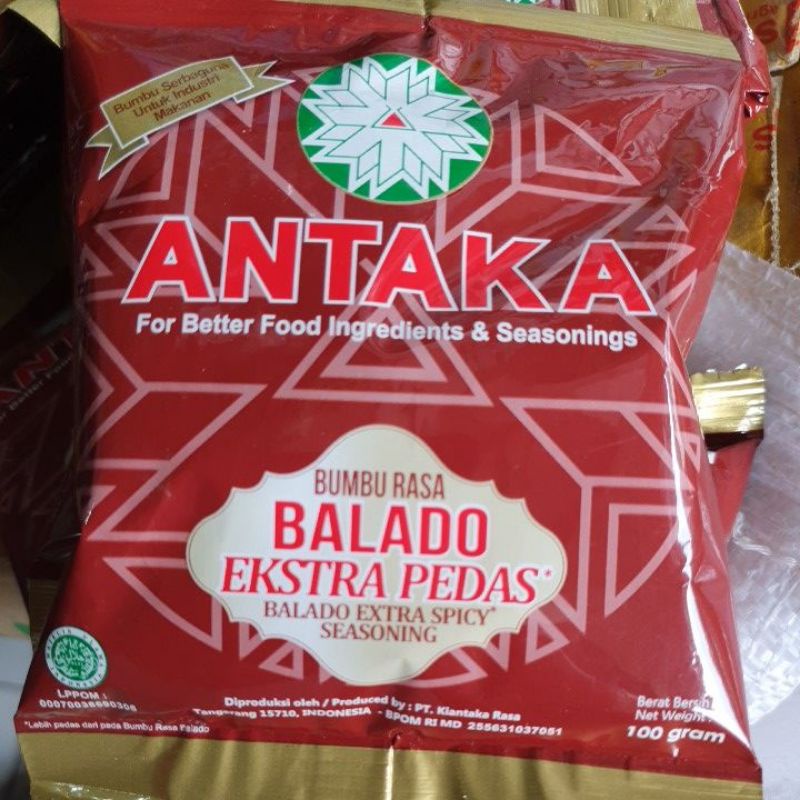 Bumbu Serbaguna
Untuk Industri
Makanan
ANTAKA
For Better Food Ingredients & Seasonings
BUMBU RASA
BALADO
EKSTRA PEDAS*
BALADO EXTRA SPICY*
SEASONING
LPPOM :
00070038690306
Diproduksi oleh / Produced by : PT. Kiantaka Rasa
Tangerang 15710, INDONESIA - BPOM RI MD 255631037051
Berat Bersih
Net Weight :
100 gram
*Lebih pedas dari pada Bumbu Rasa Balado